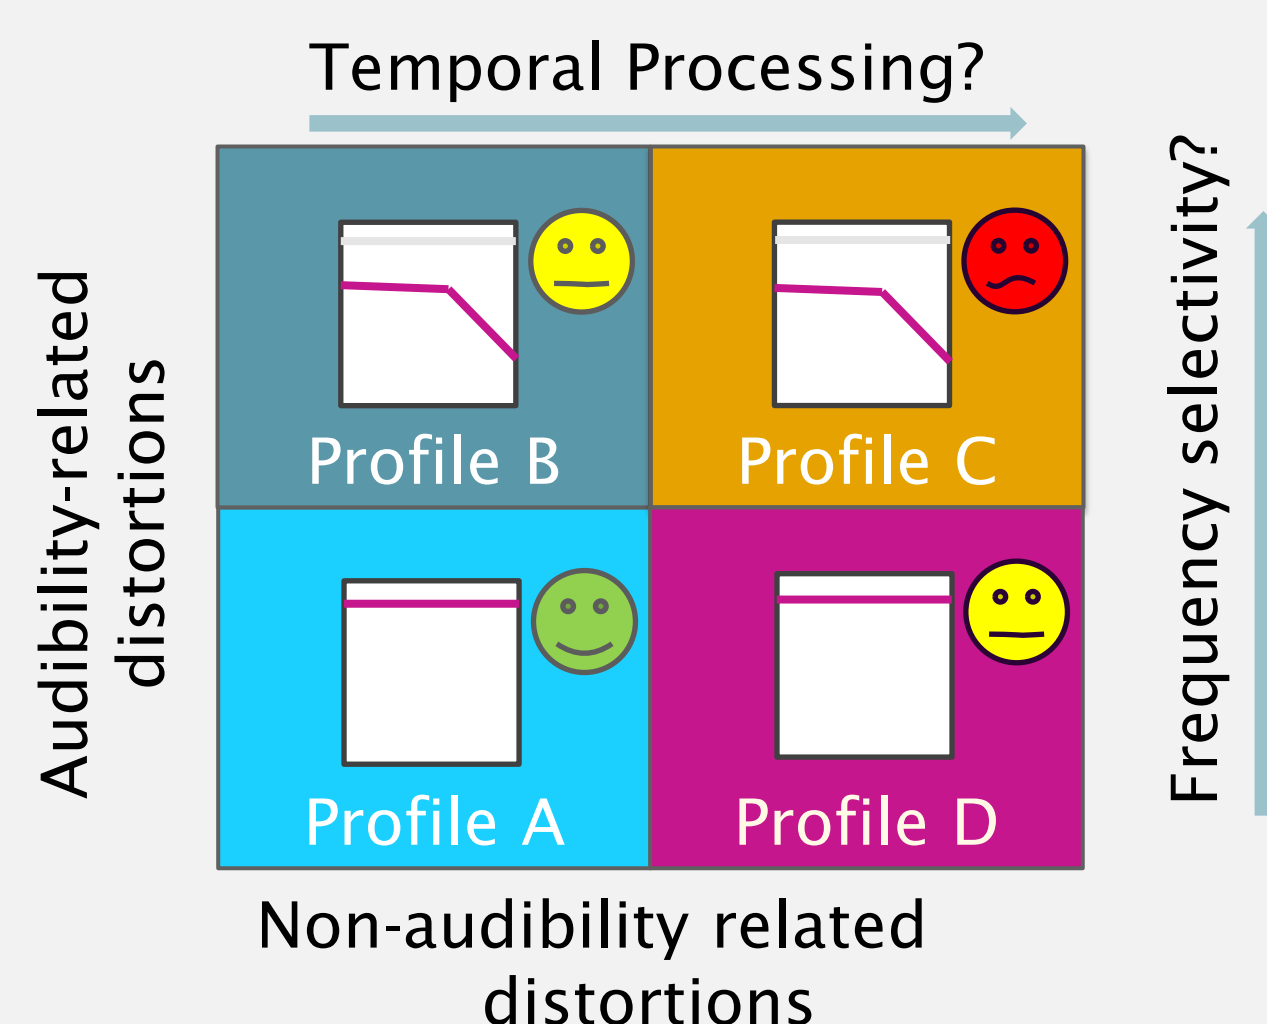 Temporal Processing?
Audibility-related
distortions
Profile B
Profile C
Frequency selectivity?
Profile A
Profile D
Non-audibility related
distortions